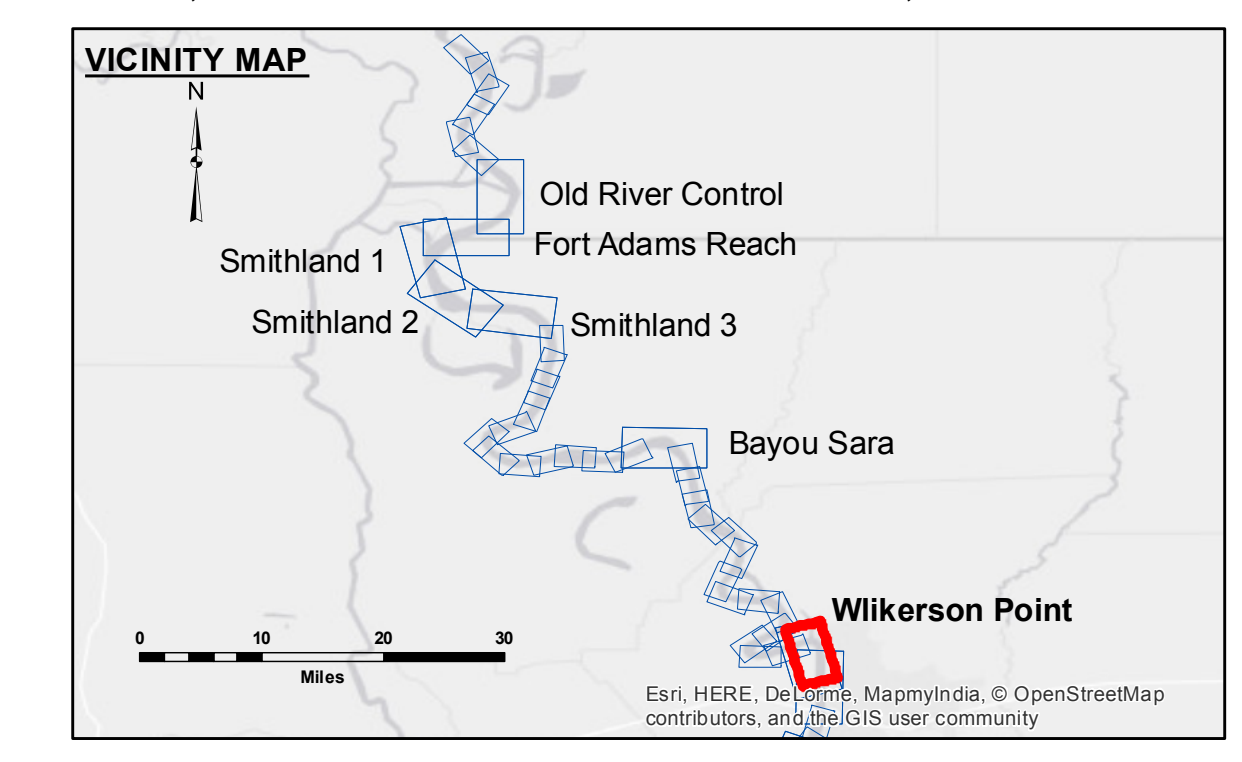 VICINITY MAP
N
Old River Control
Fort Adams Reach
Smithland 1
Smithland 2
Smithland 3
Bayou Sara
Wlikerson Point
0 10 20 30
Miles
Esri, HERE, DeLorme, MapmyIndia, © OpenStreetMap
contributors, and the GIS user community